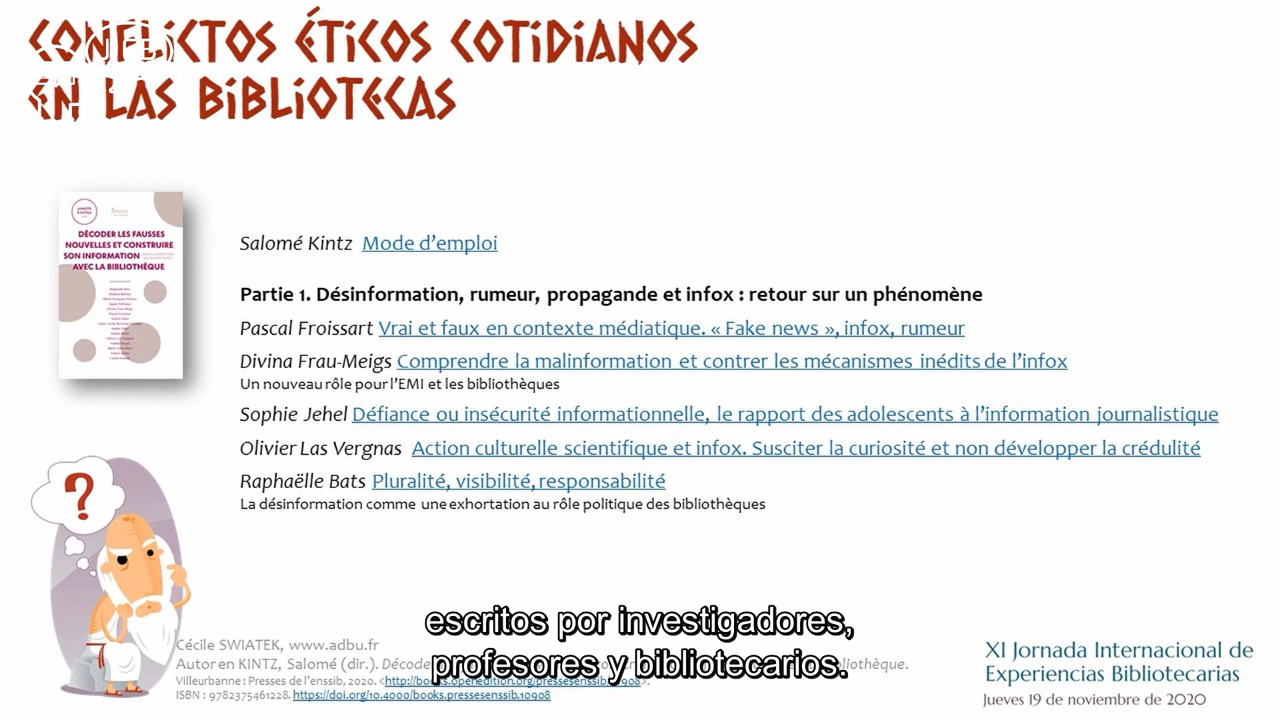 CONFLICTOS ÉTICOS COTIDIANOS
EN LAS BIBLIOTECAS
DÉCODER LES FAUSSES
NOUVELLES ET CONSTRUIRE
SON INFORMATION
AVEC LA BIBLIOTHÈQUE
Salomé Kintz Mode d’emploi
Partie 1. Désinformation, rumeur, propagande et infox : retour sur un phénomène
Pascal Froissart Vrai et faux en contexte médiatique. « Fake news », infox, rumeur
Divina Frau-Meigs Comprendre la malinformation et contrer les mécanismes inédits de l’infox
Un nouveau rôle pour l’EMI et les bibliothèques
Sophie Jehel Défiance ou insécurité informationnelle, le rapport des adolescents à l’information journalistique
Olivier Las Vergnas Action culturelle scientifique et infox. Susciter la curiosité et non développer la crédulité
Raphaëlle Bats Pluralité, visibilité, responsabilité
La désinformation comme une exhortation au rôle politique des bibliothèques
?
escritos por investigadores,
profesores y bibliotecarios.
Cécile SWIATEK, www.adbu.fr
Autor en KINTZ, Salomé (dir.).
Villeurbanne : Presses de l’enssib, 2020. <http://books.openedition.org/pressesenssib/10908>.
ISBN : 9782375461228. https://doi.org/10.4000/books.pressesenssib.10908
XI Jornada Internacional de
Experiencias Bibliotecarias
Jueves 19 de noviembre de 2020